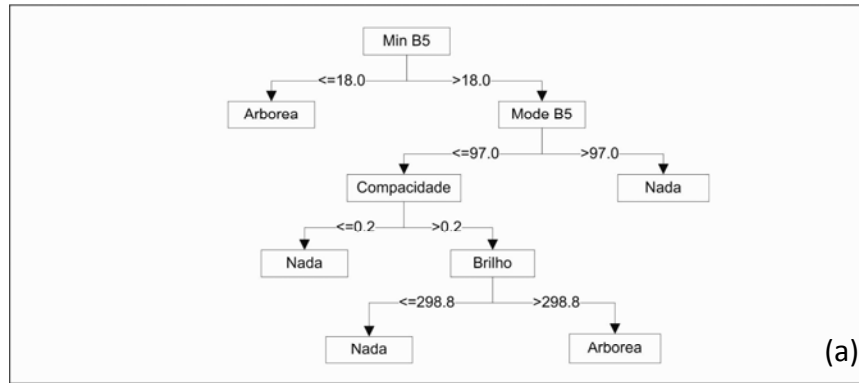 Min B5
<=18.0 >18.0
Arborea Mode B5
<=97.0 >97.0
Compacidade Nada
<=0.2 >0.2
Nada Brilho
<=298.8 >298.8
Nada Arborea
(a)